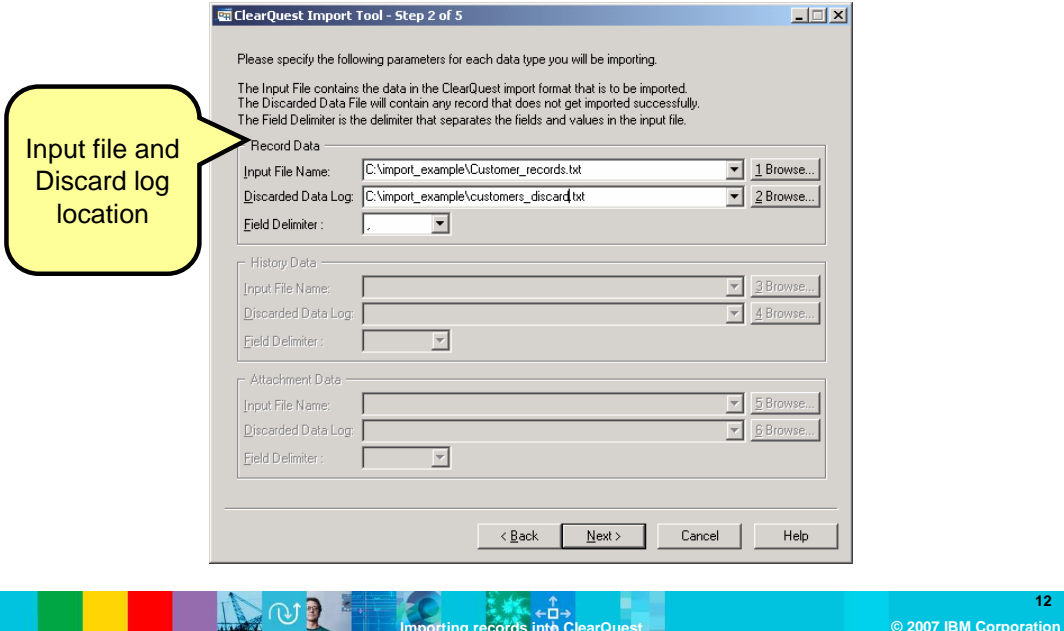 ClearQuest Import Tool - Step 2 of 5
Please specify the following parameters for each data type you will be importing.
The Input File contains the data in the ClearQuest import format that is to be imported.
The Discarded Data File will contain any record that does not get imported successfully.
The Field Delimiter is the delimiter that separates the fields and values in the input file.
Input file and
Discard log
location
Record Data
Input File Name: C:\import_example\Customer_records.txt 1 Browse...
Discarded Data Log: C:\import_example\customers_discard.txt 2 Browse...
Field Delimiter : ,
History Data
Input File Name: 3 Browse...
Discarded Data Log: 4 Browse...
Field Delimiter :
Attachment Data
Input File Name: 5 Browse...
Discarded Data Log: 6 Browse...
Field Delimiter :
< Back Next > Cancel Help
12
Importing records into ClearQuest © 2007 IBM Corporation